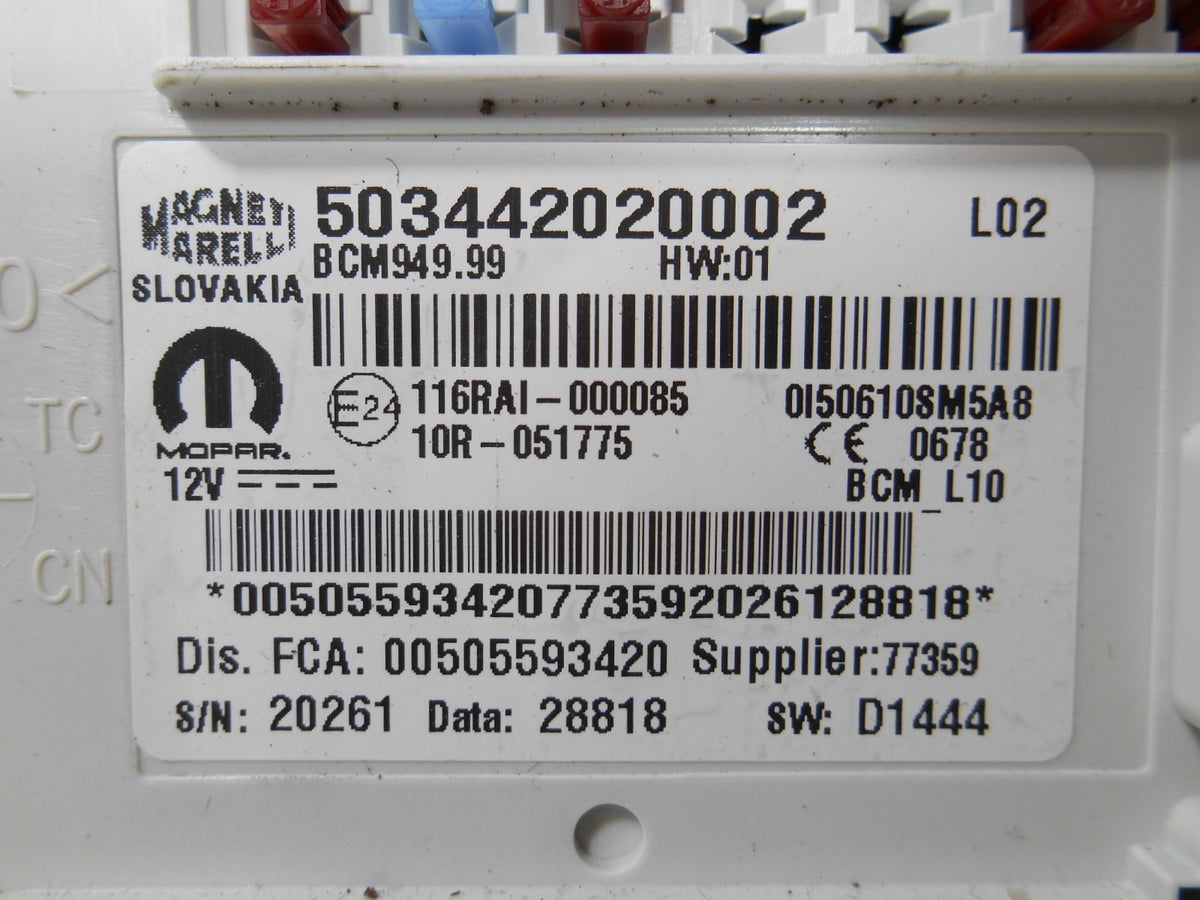 MAGNETI
MARELLI
SLOVAKIA
503442020002 L02
BCM949.99 HW:01
MOPAR.
E24 116RAI-000085 0I50610SM5A8
10R-051775 CE 0678
12V BCM_L10
*00505593420773592026128818*
Dis. FCA: 00505593420 Supplier:77359
S/N: 20261 Data: 28818 SW: D1444
O <
TC
CN